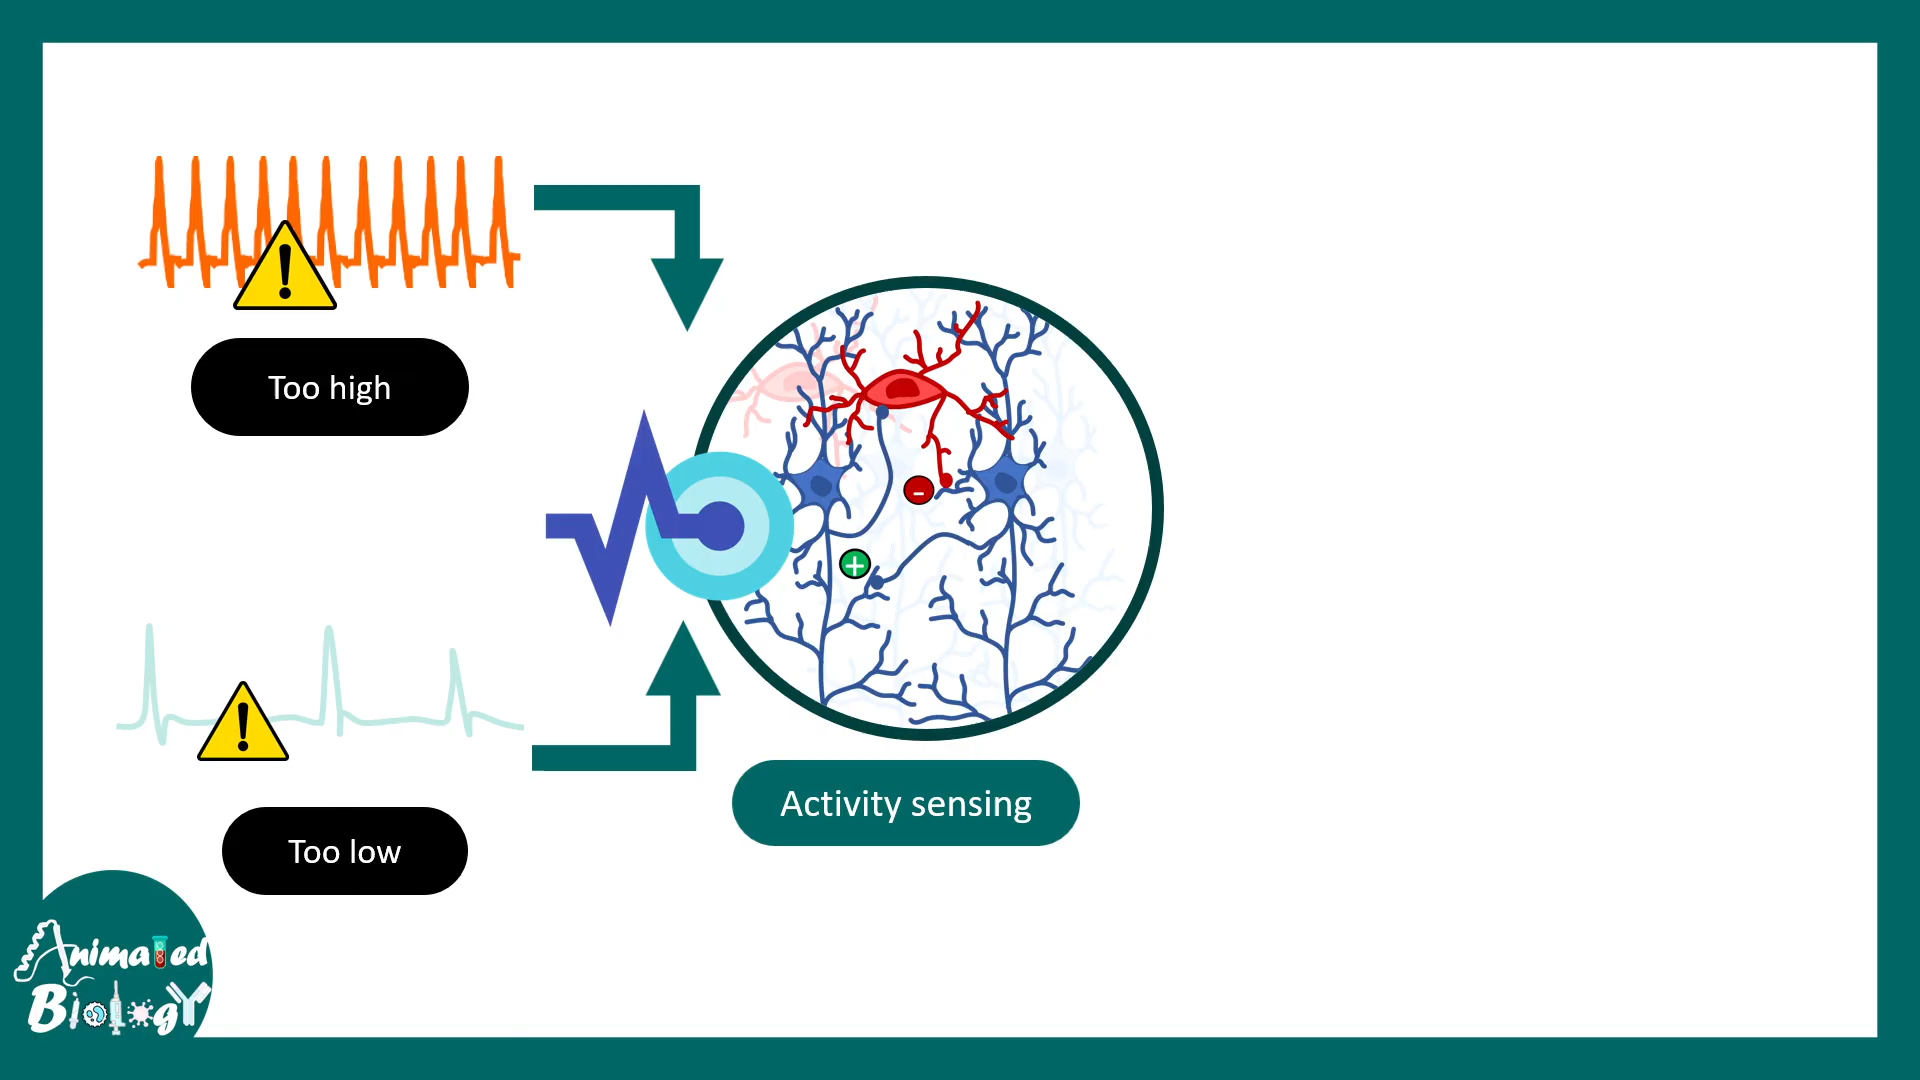 Too high
-
+
Activity sensing
Too low
Animated
Biology